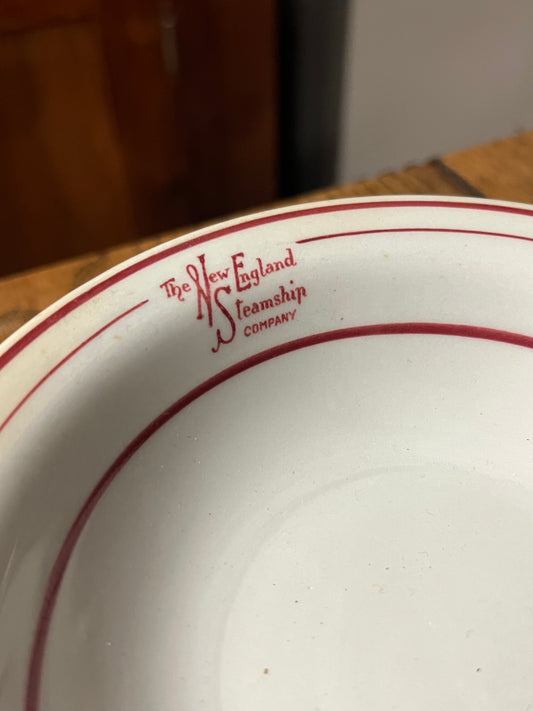 The New England
Steamship
COMPANY